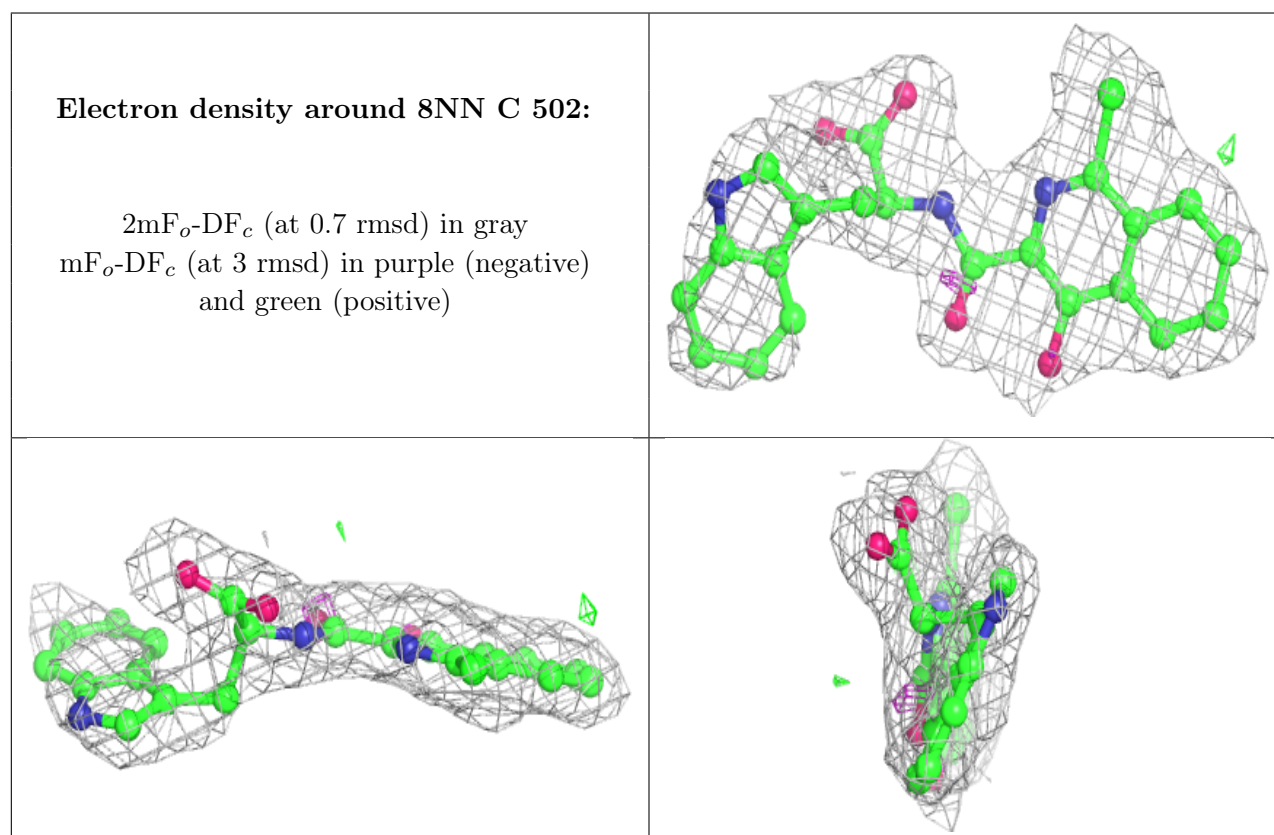 Electron density around 8NN C 502:
2mFₒ-DF𝒸 (at 0.7 rmsd) in gray
mFₒ-DF𝒸 (at 3 rmsd) in purple (negative)
and green (positive)